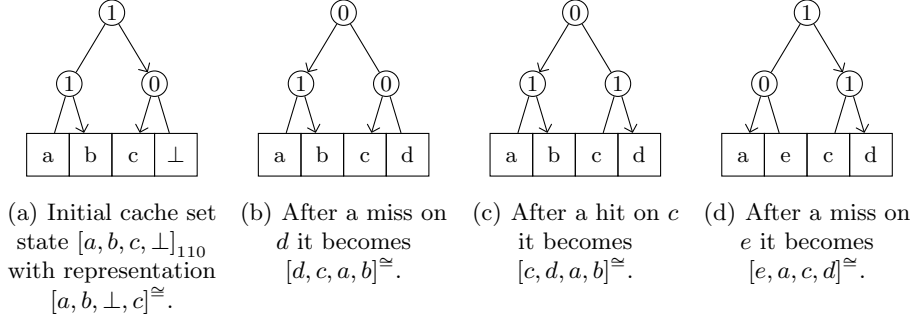 1 0 0 0
1 0 1 0 1 1 0 1
a b c ⊥ a b c d a b c d a e c d
(a) Initial cache set
state [a, b, c, ⊥]₁₁₀
with representation
[a, b, ⊥, c]≅.
(b) After a miss on
d it becomes
[d, c, a, b]≅.
(c) After a hit on c
it becomes
[c, d, a, b]≅.
(d) After a miss on
e it becomes
[e, a, c, d]≅.